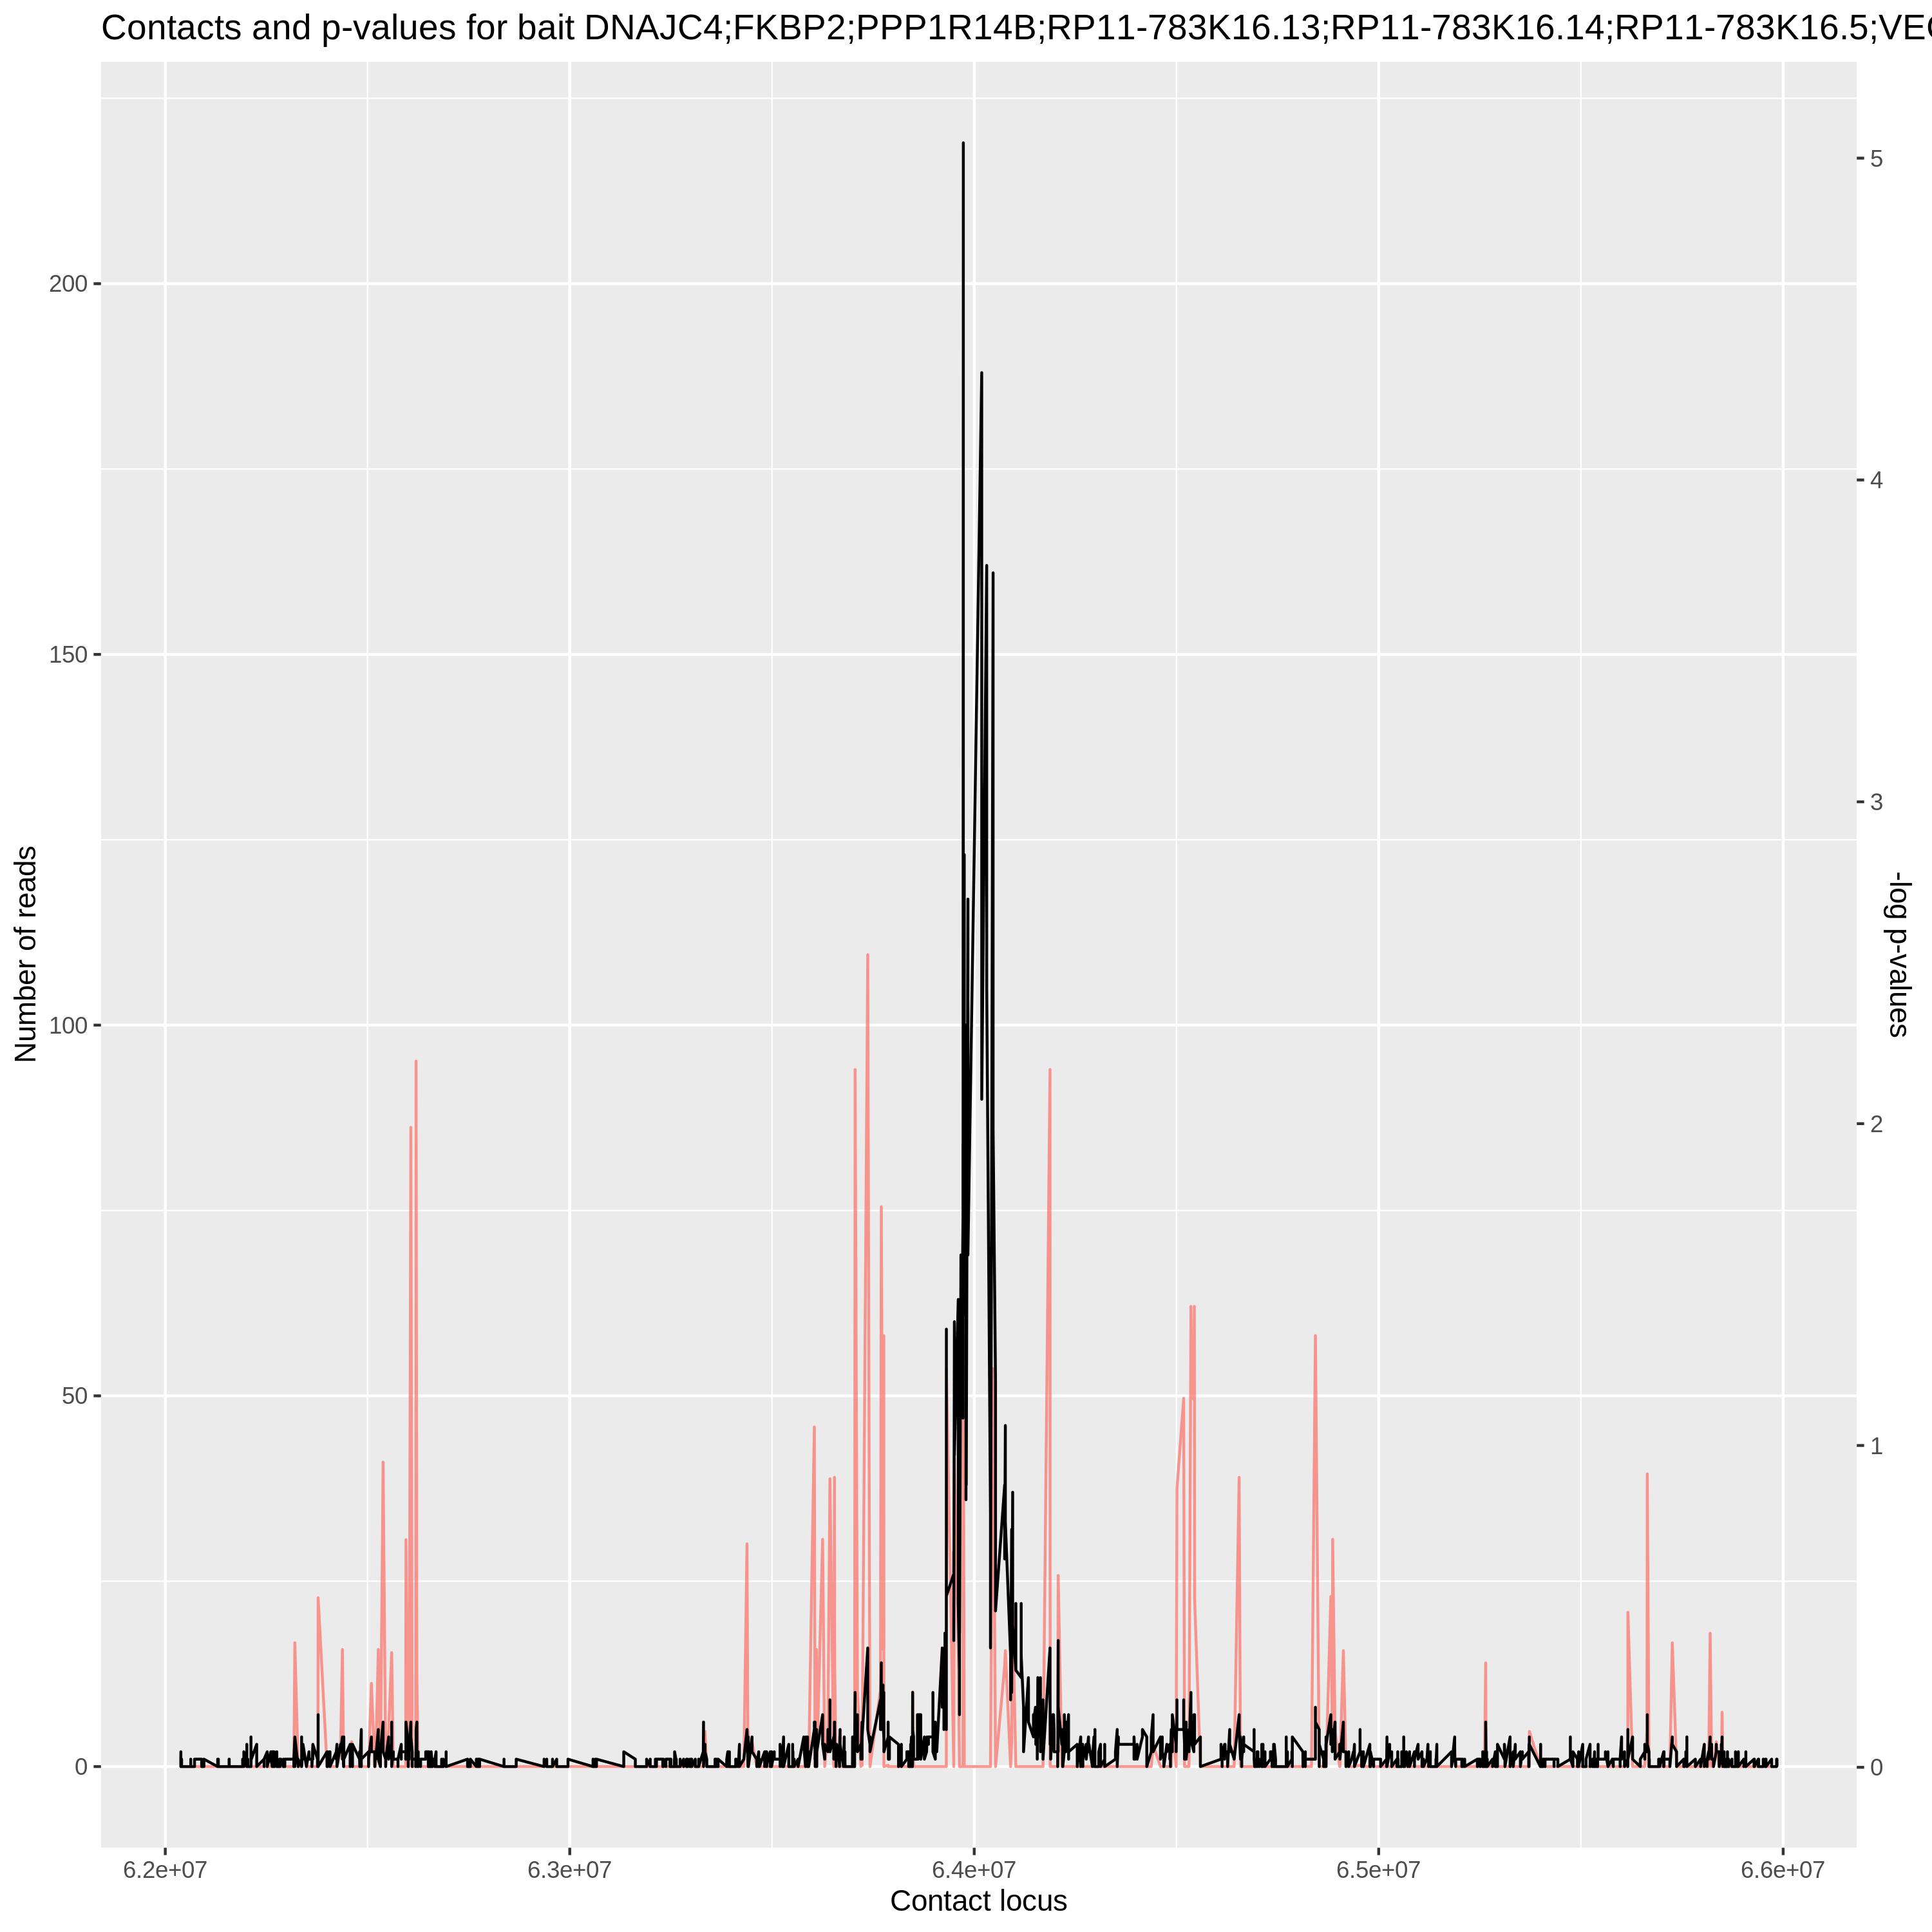 Contacts and p-values for bait DNAJC4;FKBP2;PPP1R14B;RP11-783K16.13;RP11-783K16.14;RP11-783K16.5;VE
200
150
100
50
0
Number of reads
5
4
3
2
1
0
-log p-values
6.2e+07
6.3e+07
6.4e+07
6.5e+07
6.6e+07
Contact locus